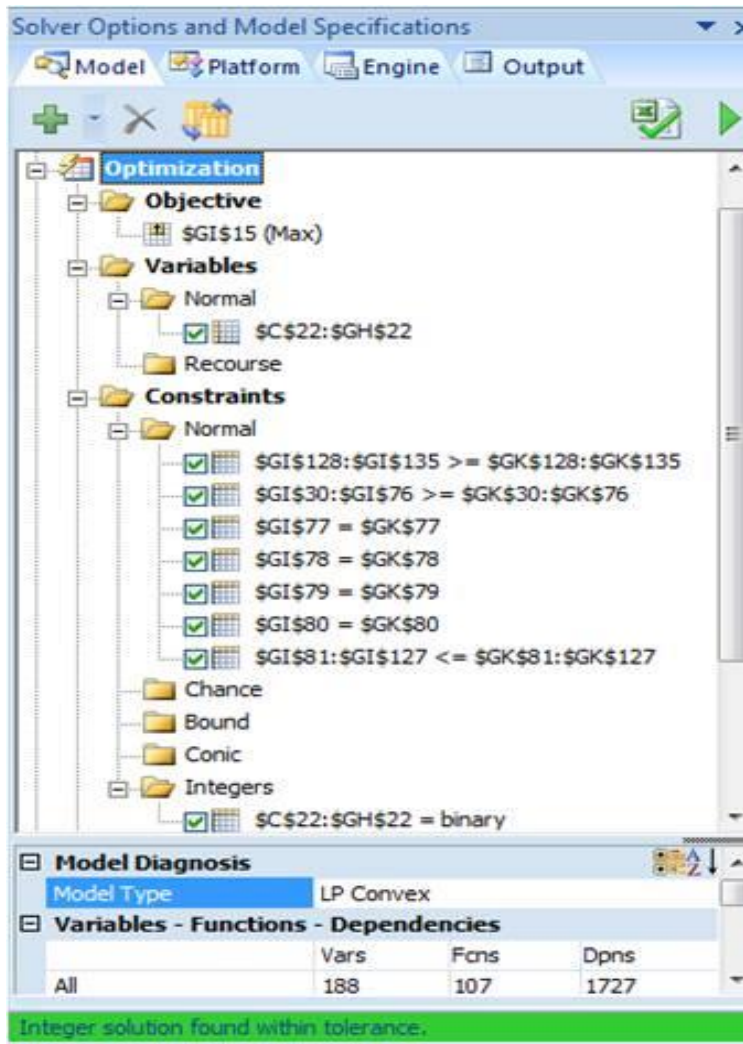 Solver Options and Model Specifications
Model Platform Engine Output
Optimization
Objective
$GI$15 (Max)
Variables
Normal
$C$22:$GH$22
Recourse
Constraints
Normal
$GI$128:$GI$135 >= $GK$128:$GK$135
$GI$30:$GI$76 >= $GK$30:$GK$76
$GI$77 = $GK$77
$GI$78 = $GK$78
$GI$79 = $GK$79
$GI$80 = $GK$80
$GI$81:$GI$127 <= $GK$81:$GK$127
Chance
Bound
Conic
Integers
$C$22:$GH$22 = binary
Model Diagnosis
Model Type LP Convex
Variables - Functions - Dependencies
Vars Fcns Dpns
All 188 107 1727
Integer solution found within tolerance.